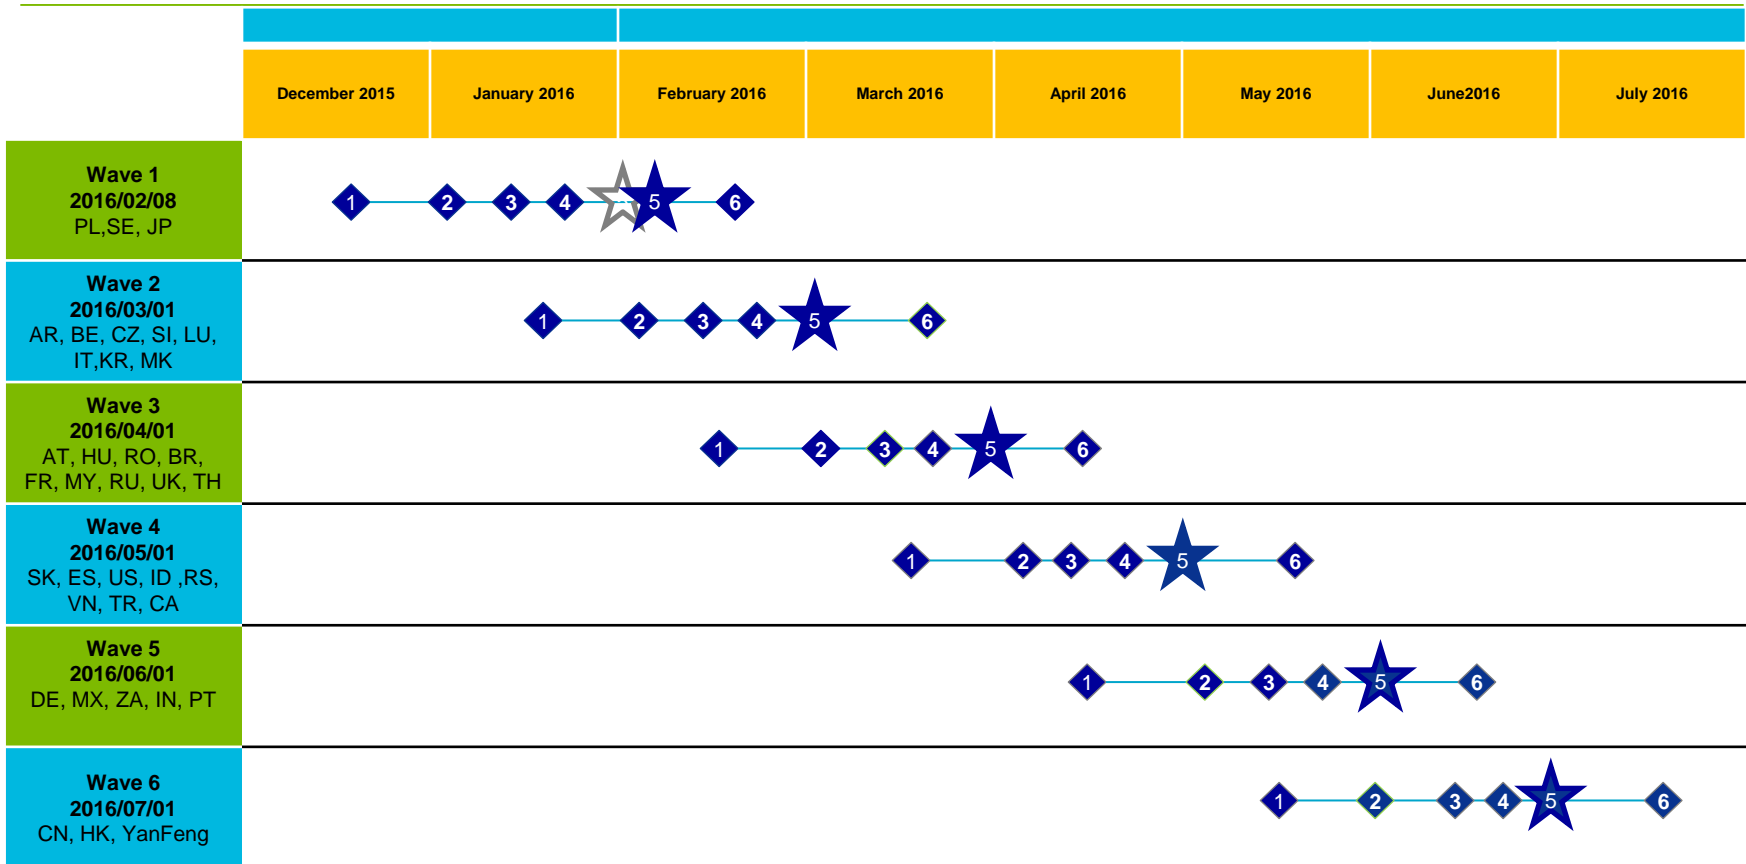 December 2015 January 2016 February 2016 March 2016 April 2016 May 2016 June2016 July 2016
Wave 1
2016/02/08
PL,SE, JP
1 2 3 4 5 6
Wave 2
2016/03/01
AR, BE, CZ, SI, LU,
IT,KR, MK
1 2 3 4 5 6
Wave 3
2016/04/01
AT, HU, RO, BR,
FR, MY, RU, UK, TH
1 2 3 4 5 6
Wave 4
2016/05/01
SK, ES, US, ID ,RS,
VN, TR, CA
1 2 3 4 5 6
Wave 5
2016/06/01
DE, MX, ZA, IN, PT
1 2 3 4 5 6
Wave 6
2016/07/01
CN, HK, YanFeng
1 2 3 4 5 6